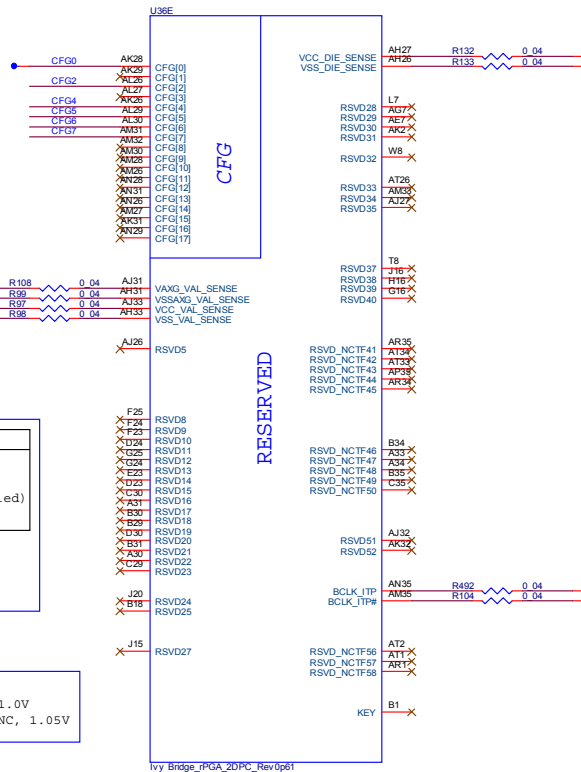 U36E
CFG0 AK28 CFG[0]
AK29 CFG[1]
CFG2 AL26 CFG[2]
AL27 CFG[3]
CFG4 AK26 CFG[4]
CFG5 AL29 CFG[5]
CFG6 AL30 CFG[6]
CFG7 AM31 CFG[7]
AM32 CFG[8]
AM30 CFG[9]
AM28 CFG[10]
AM26 CFG[11]
AN28 CFG[12]
AN31 CFG[13]
AN26 CFG[14]
AM27 CFG[15]
AK31 CFG[16]
AN29 CFG[17]
CFG
R108 0_04 AJ31 VAXG_VAL_SENSE
R99 0_04 AH31 VSSAXG_VAL_SENSE
R97 0_04 AJ33 VCC_VAL_SENSE
R98 0_04 AH33 VSS_VAL_SENSE
AJ26 RSVD5
RESERVED
F25 RSVD8
F24 RSVD9
F23 RSVD10
D24 RSVD11
G25 RSVD12
G24 RSVD13
E23 RSVD14
D23 RSVD15
C30 RSVD16
A31 RSVD17
B30 RSVD18
B29 RSVD19
D30 RSVD20
B31 RSVD21
A30 RSVD22
C29 RSVD23
J20 RSVD24
B18 RSVD25
J15 RSVD27
VCC_DIE_SENSE AH27 R132 0_04
VSS_DIE_SENSE AH26 R133 0_04
RSVD28 L7
RSVD29 AG7
RSVD30 AE7
RSVD31 AK2
RSVD32 W8
RSVD33 AT26
RSVD34 AM33
RSVD35 AJ27
RSVD37 T8
RSVD38 J16
RSVD39 H16
RSVD40 G16
RSVD_NCTF41 AR35
RSVD_NCTF42 AT34
RSVD_NCTF43 AT33
RSVD_NCTF44 AP35
RSVD_NCTF45 AR34
RSVD_NCTF46 B34
RSVD_NCTF47 A33
RSVD_NCTF48 A34
RSVD_NCTF49 B35
RSVD_NCTF50 C35
RSVD51 AJ32
RSVD52 AK32
BCLK_ITP AN35 R492 0_04
BCLK_ITP# AM35 R104 0_04
RSVD_NCTF56 AT2
RSVD_NCTF57 AT1
RSVD_NCTF58 AR1
KEY B1
led)
1.0V
NC, 1.05V
Ivy Bridge_rPGA_2DPC_Rev0p61